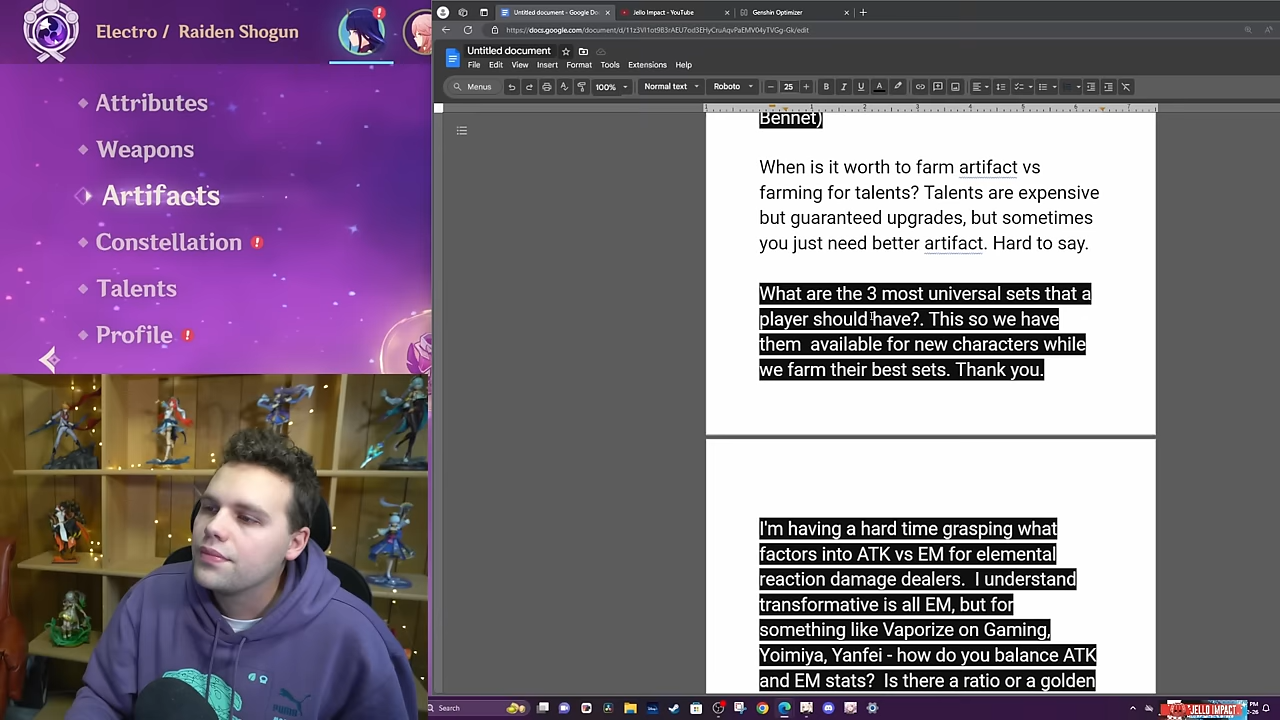 Electro / Raiden Shogun
Attributes
Weapons
Artifacts
Constellation
Talents
Profile
Untitled document - Google Doc
Jello Impact - YouTube
Genshin Optimizer
Untitled document
File Edit View Insert Format Tools Extensions Help
Menus 100% Normal text Roboto 25 B I U A
Bennet)
When is it worth to farm artifact vs
farming for talents? Talents are expensive
but guaranteed upgrades, but sometimes
you just need better artifact. Hard to say.
What are the 3 most universal sets that a
player should have?. This so we have
them  available for new characters while
we farm their best sets. Thank you.
I'm having a hard time grasping what
factors into ATK vs EM for elemental
reaction damage dealers.  I understand
transformative is all EM, but for
something like Vaporize on Gaming,
Yoimiya, Yanfei - how do you balance ATK
and EM stats?  Is there a ratio or a golden
PUMA
Search
JELLO IMPACT